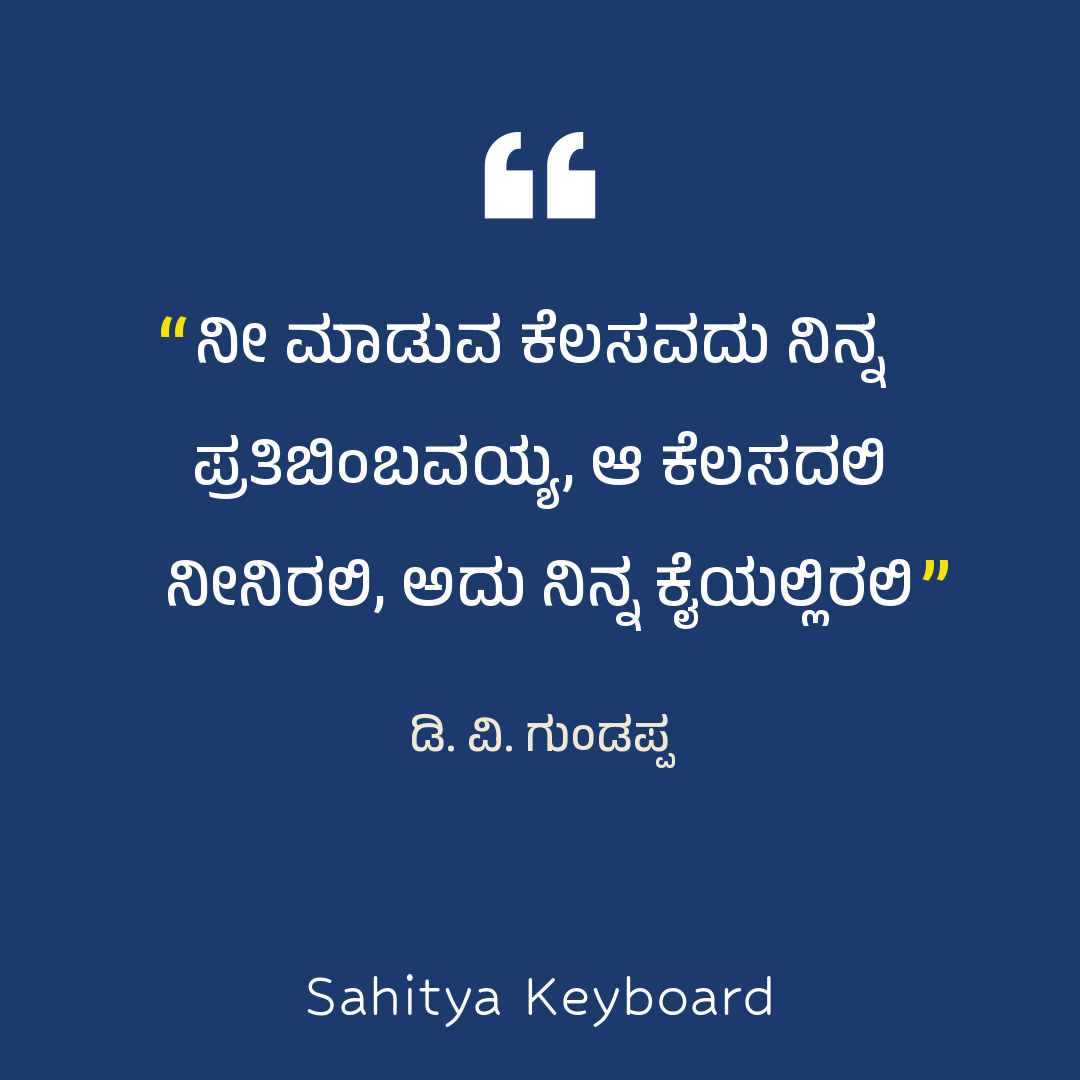 “
“ನೀ ಮಾಡುವ ಕೆಲಸವದು ನಿನ್ನ
ಪ್ರತಿಬಿಂಬವಯ್ಯ, ಆ ಕೆಲಸದಲಿ
ನೀನಿರಲಿ, ಅದು ನಿನ್ನ ಕೈಯಲ್ಲಿರಲಿ”
ಡಿ. ವಿ. ಗುಂಡಪ್ಪ
Sahitya Keyboard